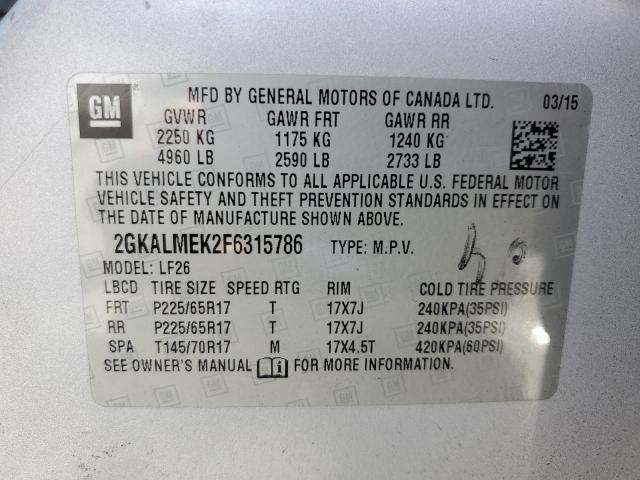 GM
MFD BY GENERAL MOTORS OF CANADA LTD. 03/15
GVWR GAWR FRT GAWR RR
2250 KG 1175 KG 1240 KG
4960 LB 2590 LB 2733 LB
THIS VEHICLE CONFORMS TO ALL APPLICABLE U.S. FEDERAL MOTOR
VEHICLE SAFETY AND THEFT PREVENTION STANDARDS IN EFFECT ON
THE DATE OF MANUFACTURE SHOWN ABOVE.
2GKALMEK2F6315786 TYPE: M.P.V.
MODEL: LF26
LBCD TIRE SIZE SPEED RTG RIM COLD TIRE PRESSURE
FRT P225/65R17 T 17X7J 240KPA(35PSI)
RR P225/65R17 T 17X7J 240KPA(35PSI)
SPA T145/70R17 M 17X4.5T 420KPA(60PSI)
SEE OWNER'S MANUAL FOR MORE INFORMATION.